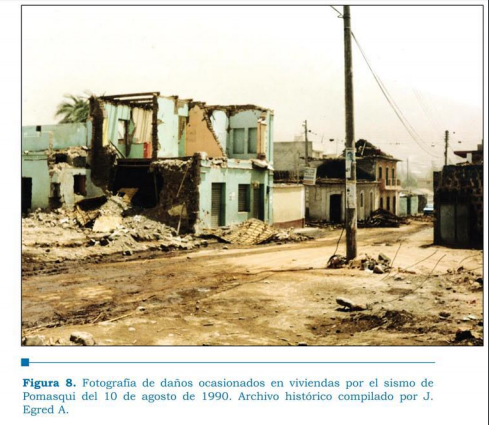 Figura 8. Fotografía de daños ocasionados en viviendas por el sismo de
Pomasqui del 10 de agosto de 1990. Archivo histórico compilado por J.
Egred A.